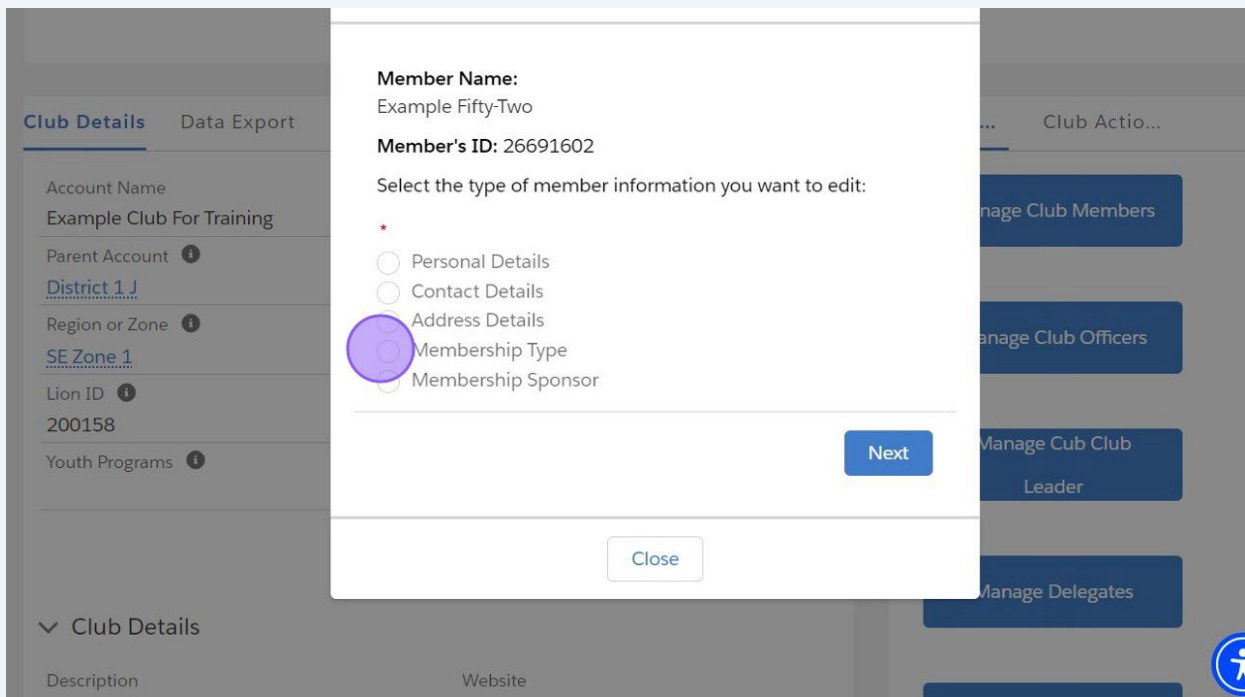 Member Name:
Example Fifty-Two
Member's ID: 26691602
Select the type of member information you want to edit:
*
Personal Details
Contact Details
Address Details
Membership Type
Membership Sponsor
Next
Close
Club Details Data Export
Account Name
Example Club For Training
Parent Account
District 1 J
Region or Zone
SE Zone 1
Lion ID
200158
Youth Programs
Club Details
Description Website
... Club Actio...
nage Club Members
anage Club Officers
Manage Cub Club
Leader
Manage Delegates